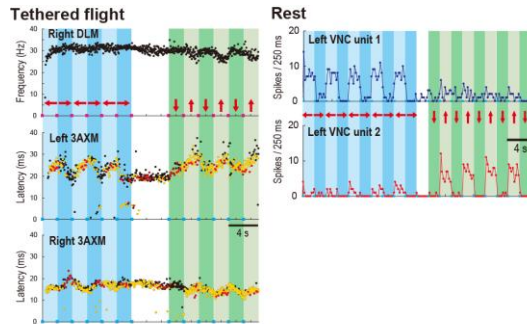 Tethered flight
Right DLM
Frequency (Hz)
40
30
20
10
0
Left 3AXM
Latency (ms)
40
30
20
10
0
4 s
Right 3AXM
Latency (ms)
40
30
20
10
0
Rest
Left VNC unit 1
Spikes / 250 ms
20
10
0
Left VNC unit 2
Spikes / 250 ms
20
10
0
4 s